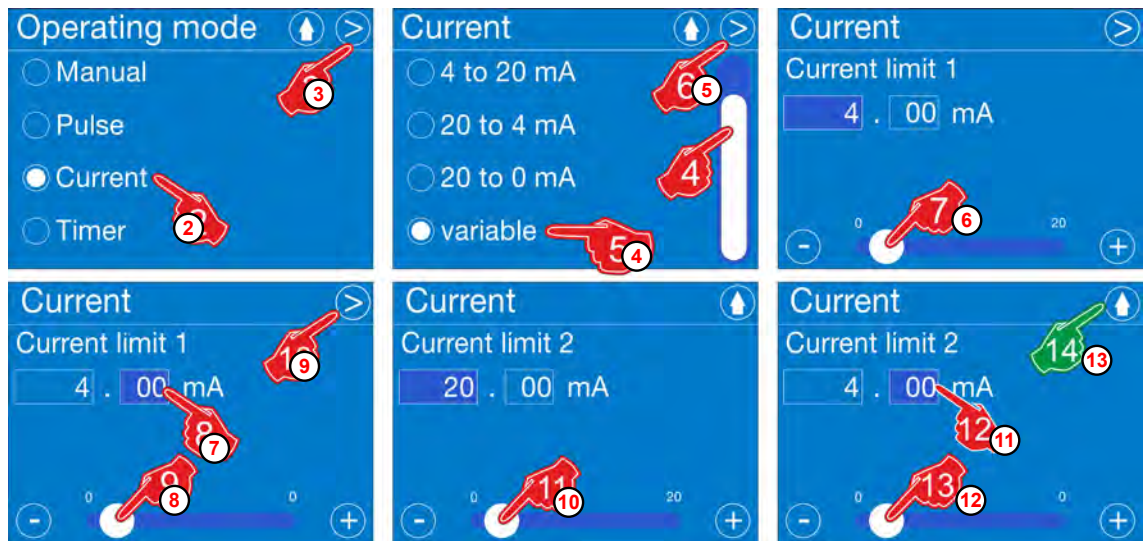 Operating mode
Manual
3
Pulse
Current
2
Timer
Current
4 to 20 mA
6
5
20 to 4 mA
20 to 0 mA
4
variable
5
4
Current
Current limit 1
4 . 00 mA
7
6
0 20
- +
Current
Current limit 1
9
4 . 00 mA
8
7
9
8
0 0
- +
Current
Current limit 2
20 . 00 mA
11
10
0 20
- +
Current
Current limit 2
14
13
4 . 00 mA
12
11
13
12
0 0
- +